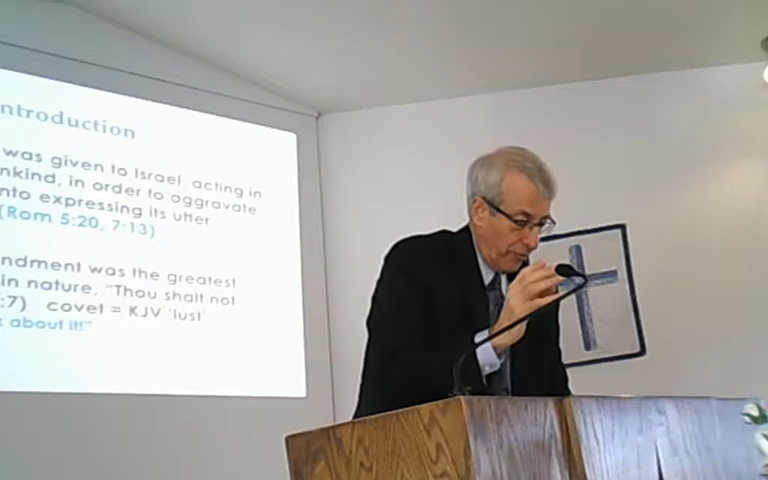 ntroduction
was given to Israel, acting in
nkind, in order to aggravate
nto expressing its utter
(Rom 5:20, 7:13)
ndment was the greatest
in nature, "Thou shalt not
:7) covet = KJV 'lust'
about it!"